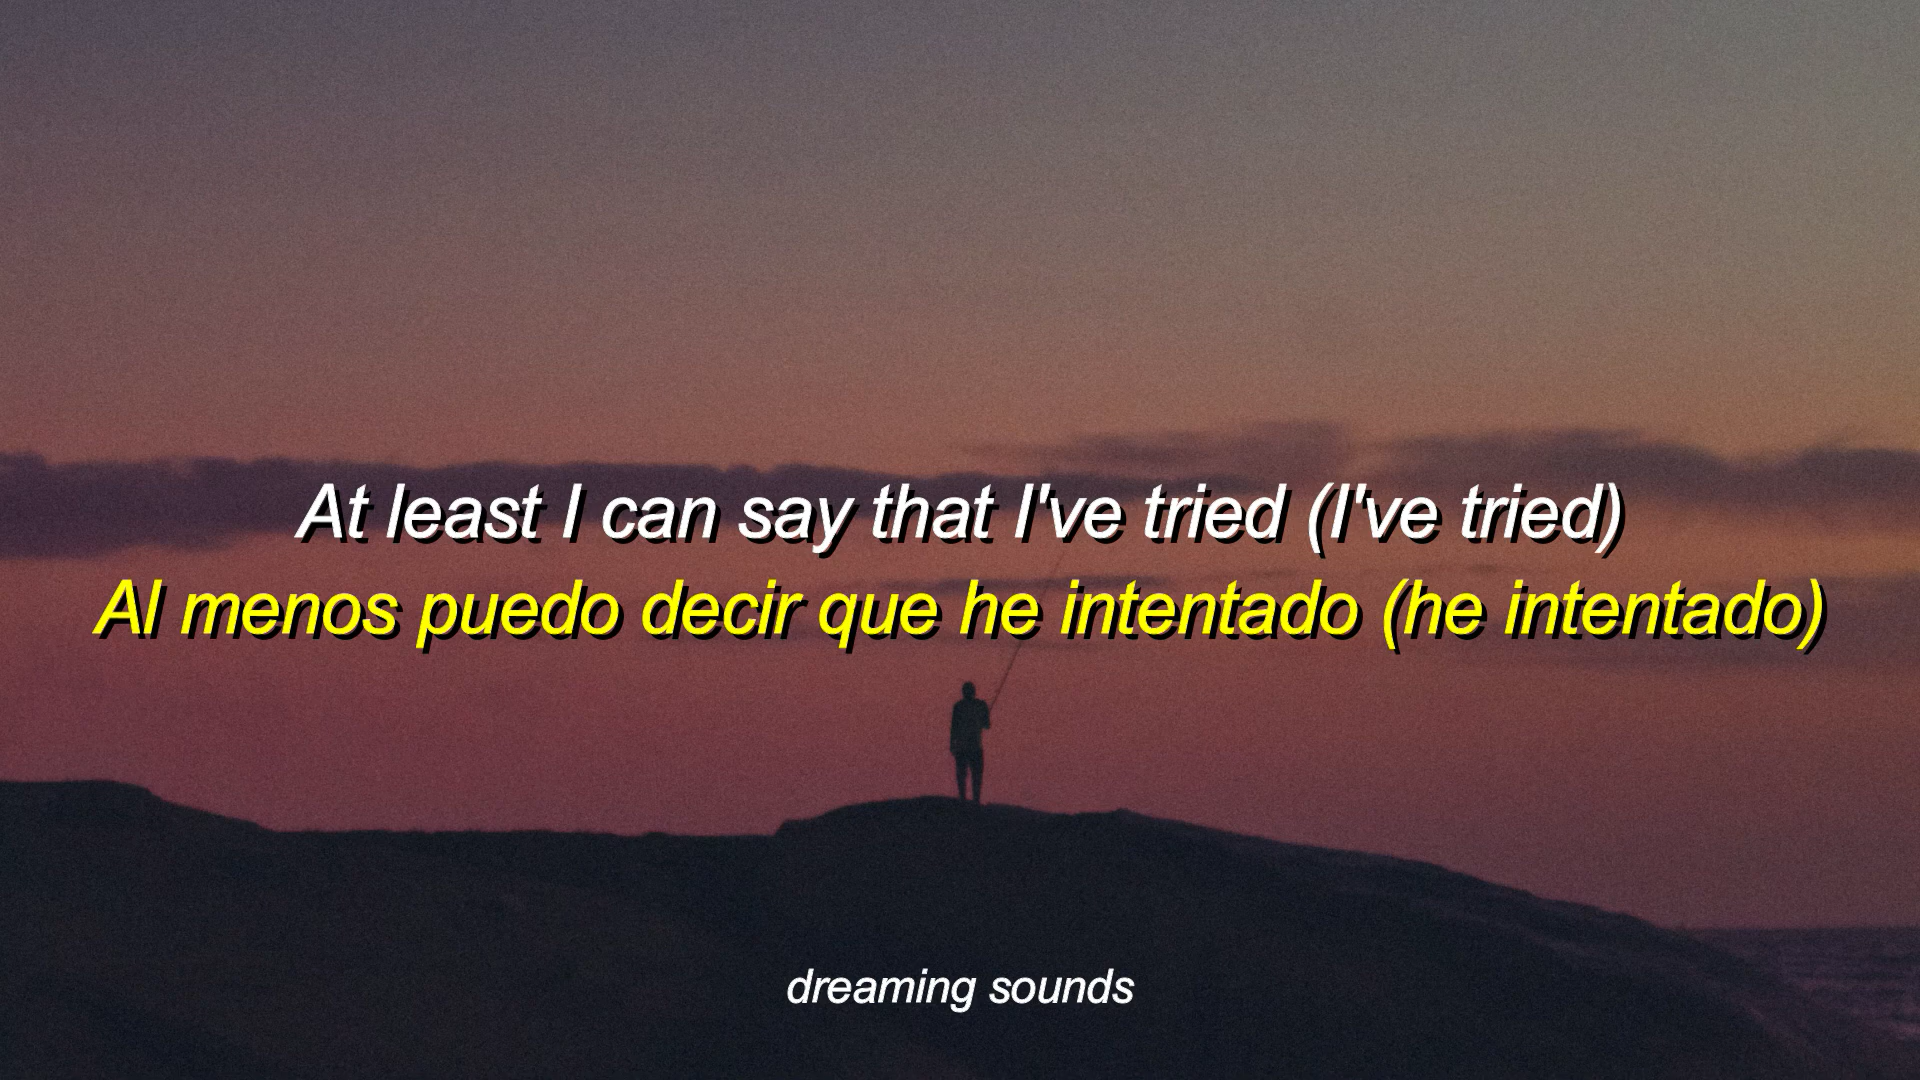 At least I can say that I've tried (I've tried)
Al menos puedo decir que he intentado (he intentado)
dreaming sounds